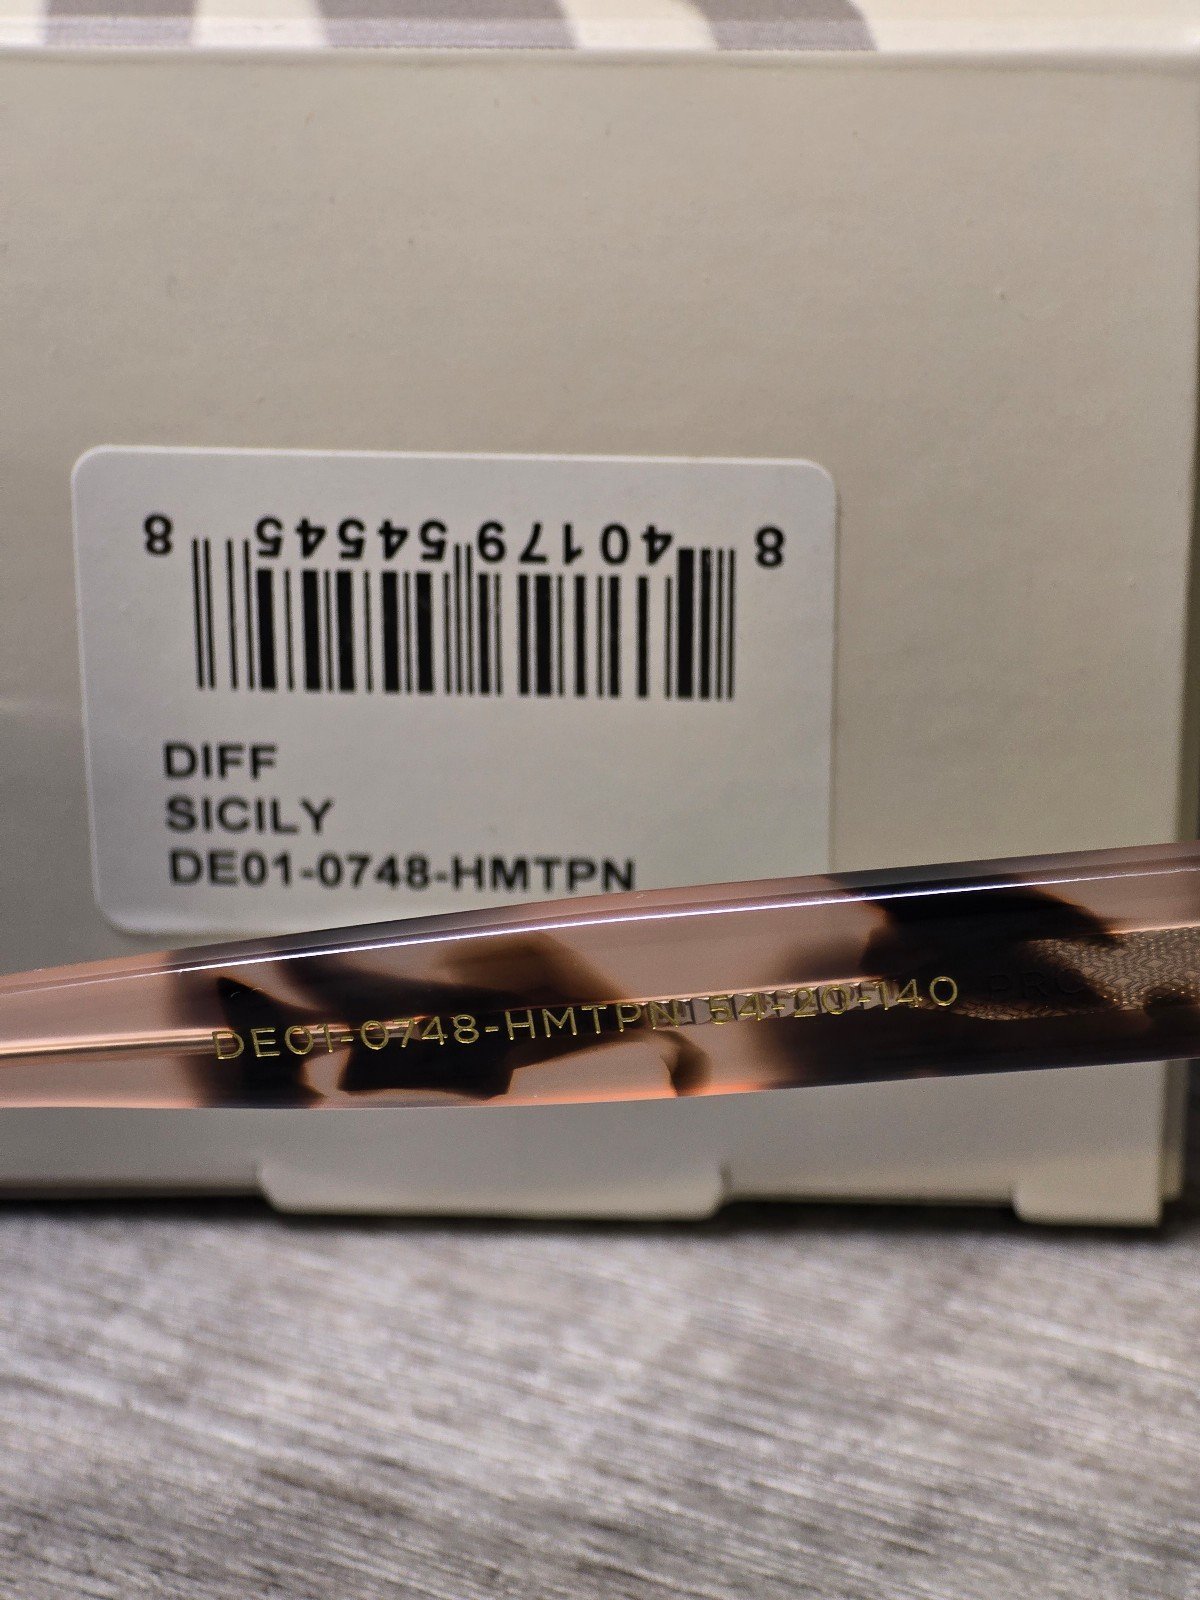 8 40179 54545 8
DIFF
SICILY
DE01-0748-HMTPN
DE01-0748-HMTPN 54-20-140